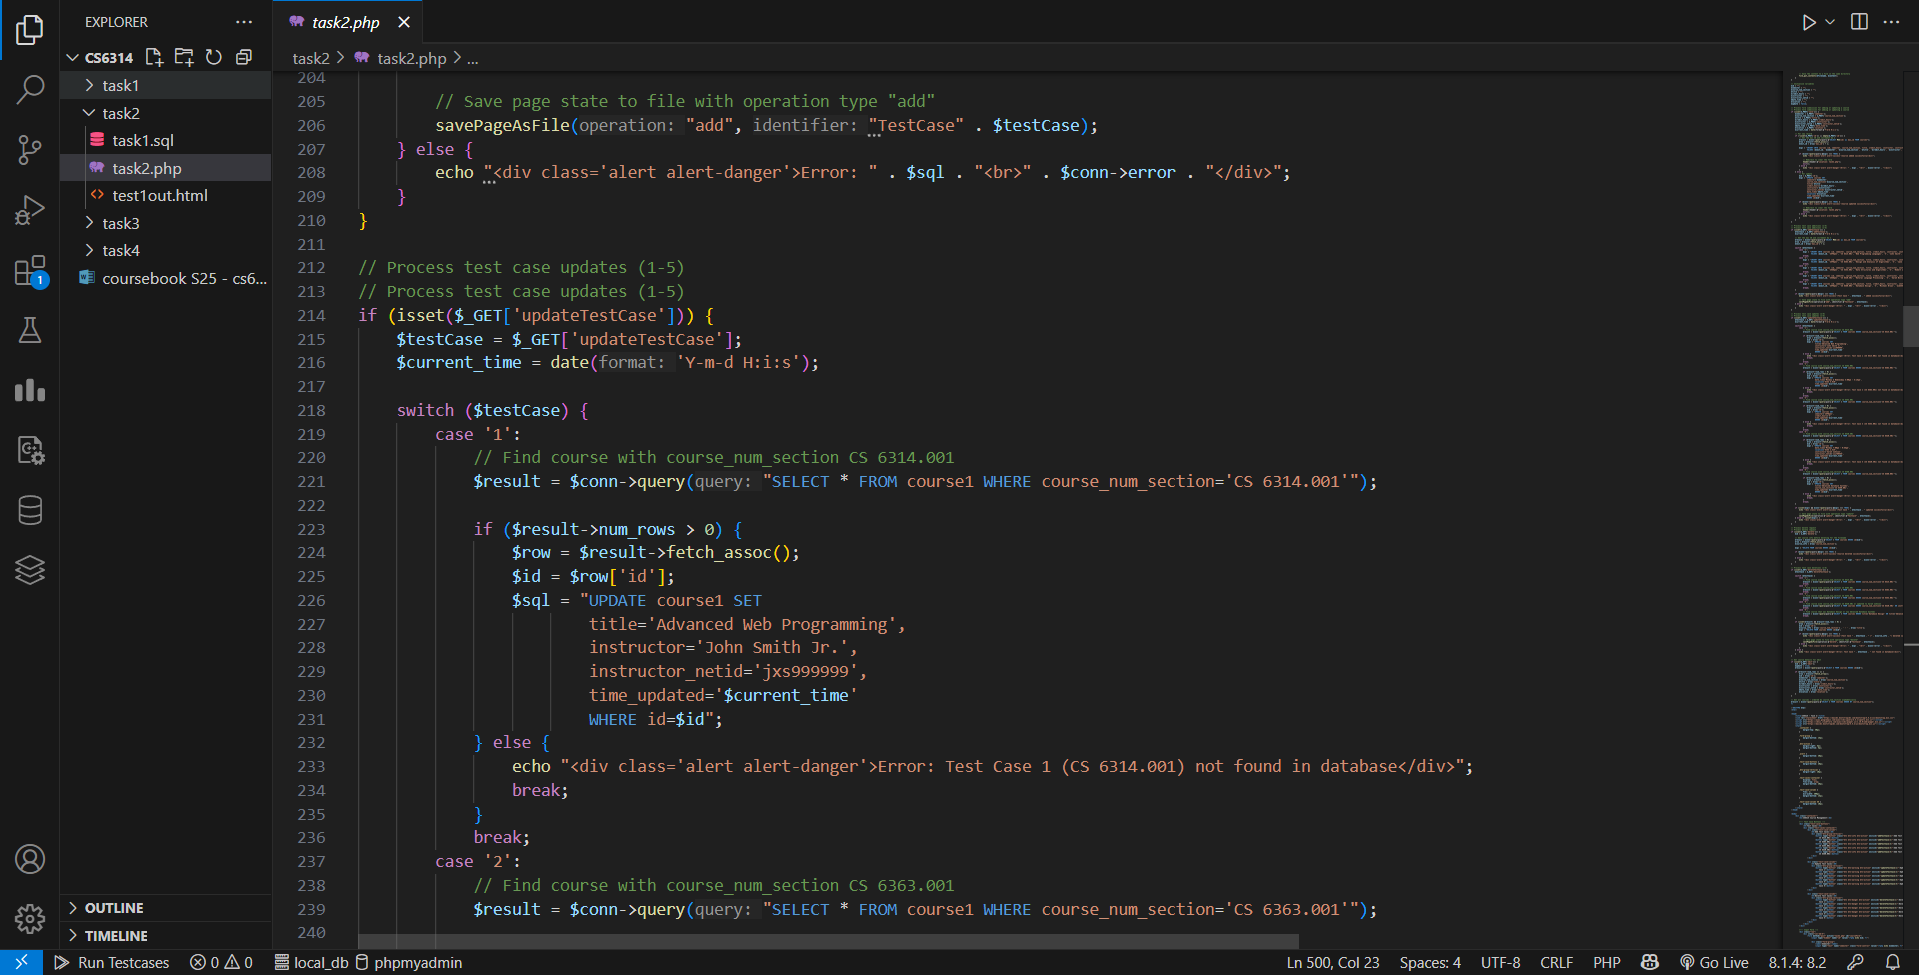 EXPLORER
CS6314
task1
task2
task1.sql
task2.php
test1out.html
task3
task4
coursebook S25 - cs6...
OUTLINE
TIMELINE
task2.php
task2 > task2.php > ...
204
205 // Save page state to file with operation type "add"
206 savePageAsFile(operation: "add", identifier: "TestCase" . $testCase);
207 } else {
208 echo "<div class='alert alert-danger'>Error: " . $sql . "<br>" . $conn->error . "</div>";
209 }
210 }
211
212 // Process test case updates (1-5)
213 // Process test case updates (1-5)
214 if (isset($_GET['updateTestCase'])) {
215 $testCase = $_GET['updateTestCase'];
216 $current_time = date(format: 'Y-m-d H:i:s');
217
218 switch ($testCase) {
219 case '1':
220 // Find course with course_num_section CS 6314.001
221 $result = $conn->query(query: "SELECT * FROM course1 WHERE course_num_section='CS 6314.001'");
222
223 if ($result->num_rows > 0) {
224 $row = $result->fetch_assoc();
225 $id = $row['id'];
226 $sql = "UPDATE course1 SET
227 title='Advanced Web Programming',
228 instructor='John Smith Jr.',
229 instructor_netid='jxs999999',
230 time_updated='$current_time'
231 WHERE id=$id";
232 } else {
233 echo "<div class='alert alert-danger'>Error: Test Case 1 (CS 6314.001) not found in database</div>";
234 break;
235 }
236 break;
237 case '2':
238 // Find course with course_num_section CS 6363.001
239 $result = $conn->query(query: "SELECT * FROM course1 WHERE course_num_section='CS 6363.001'");
240
1
Run Testcases 0 0 local_db phpmyadmin Ln 500, Col 23 Spaces: 4 UTF-8 CRLF PHP Go Live 8.1.4: 8.2